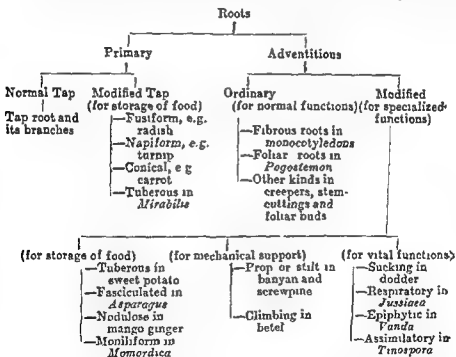 Roots
Primary Adventitious
Normal Tap
Tap root and
its branches
Modified Tap
(for storage of food)
Fusiform, e.g.
radish
Napiform, e.g.
turnip
Conical, e g
carrot
Tuberous in
Mirabilis
Ordinary
(for normal functions)
Fibrous roots in
monocotyledons
Foliar roots in
Pogostemon
Other kinds in
creepers, stem-
cuttings and
foliar buds
Modified
(for specialized
functions)
(for storage of food)
Tuberous in
sweet potato
Fasciculated in
Asparagus
Nodulose in
mango ginger
Moniliform in
Momordica
(for mechanical support)
Prop or stilt in
banyan and
screwpine
Climbing in
betel
(for vital functions)
Sucking in
dodder
Respiratory in
Jussiaea
Epiphytic in
Vanda
Assimilatory in
Tinospora